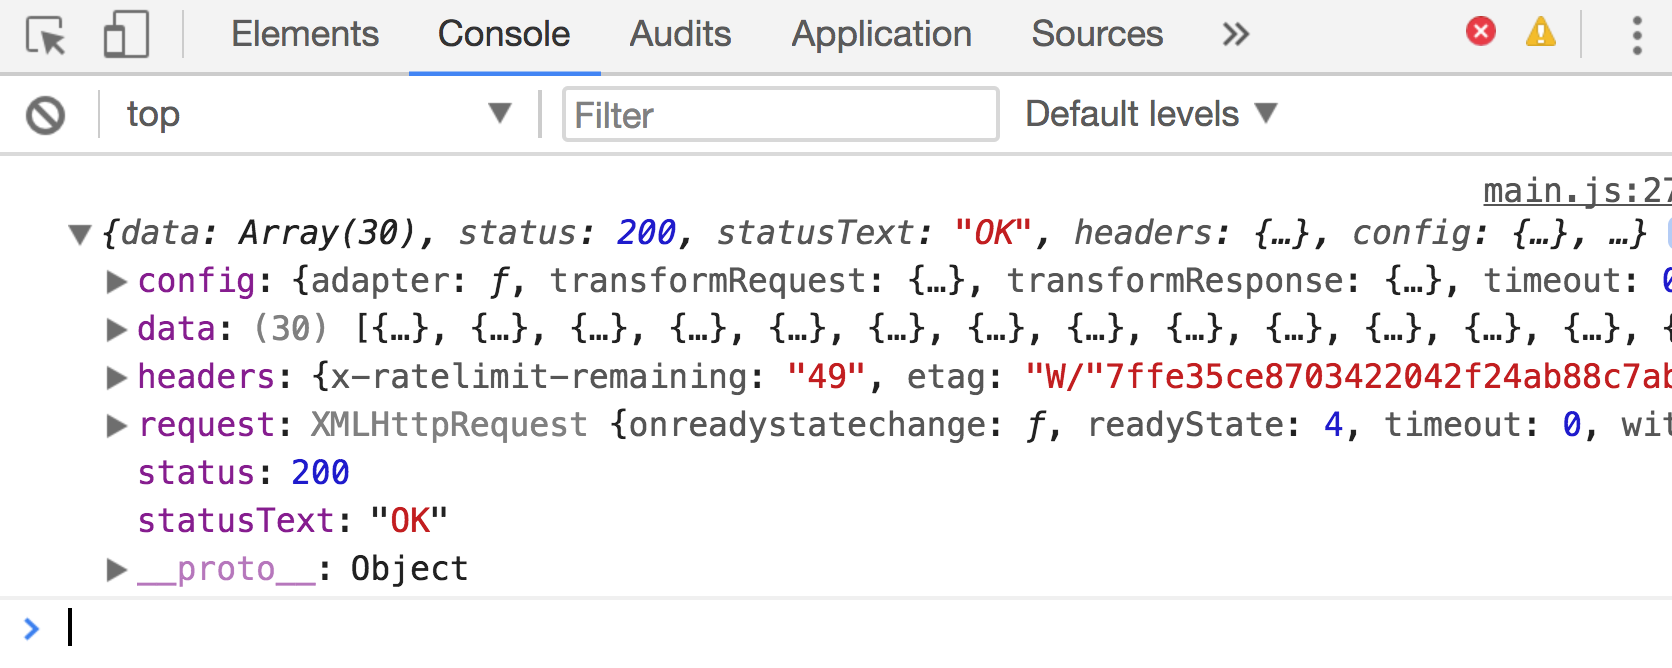 Elements Console Audits Application Sources »
top ▼ Filter Default levels ▼
main.js:27
▼ {data: Array(30), status: 200, statusText: "OK", headers: {…}, config: {…}, …}
▶ config: {adapter: ƒ, transformRequest: {…}, transformResponse: {…}, timeout: 0
▶ data: (30) [{…}, {…}, {…}, {…}, {…}, {…}, {…}, {…}, {…}, {…}, {…}, {…}, {…}, {
▶ headers: {x-ratelimit-remaining: "49", etag: "W/"7ffe35ce8703422042f24ab88c7ab
▶ request: XMLHttpRequest {onreadystatechange: ƒ, readyState: 4, timeout: 0, wit
status: 200
statusText: "OK"
▶ __proto__: Object
>